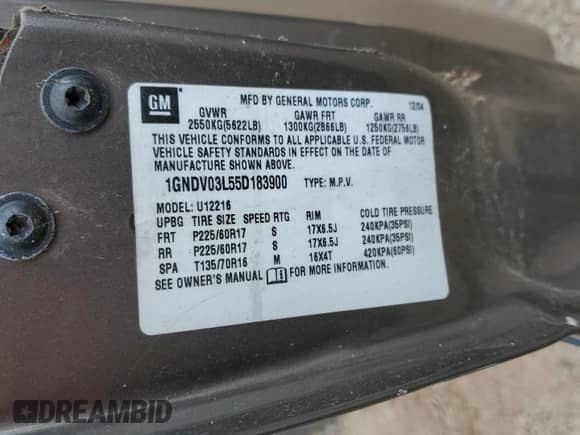 GM
MFD BY GENERAL MOTORS CORP. 12/04
GVWR GAWR FRT GAWR RR
2550KG(5622LB) 1300KG(2866LB) 1250KG(2756LB)
THIS VEHICLE CONFORMS TO ALL APPLICABLE U.S. FEDERAL MOTOR
VEHICLE SAFETY STANDARDS IN EFFECT ON THE DATE OF
MANUFACTURE SHOWN ABOVE.
1GNDV03L55D183900 TYPE: M.P.V.
MODEL: U12216
UPBG TIRE SIZE SPEED RTG RIM COLD TIRE PRESSURE
FRT P225/60R17 S 17X6.5J 240KPA(35PSI)
RR P225/60R17 S 17X6.5J 240KPA(35PSI)
SPA T135/70R16 M 16X4T 420KPA(60PSI)
SEE OWNER'S MANUAL FOR MORE INFORMATION.
DREAMBID